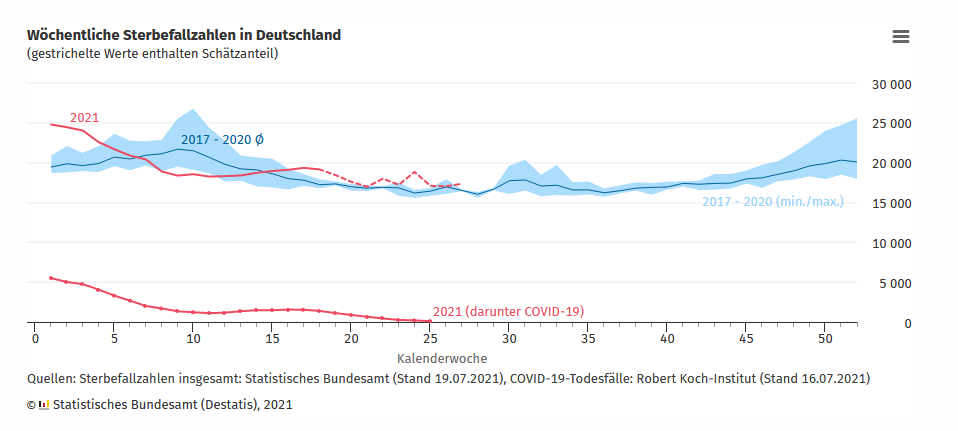 Wöchentliche Sterbefallzahlen in Deutschland
(gestrichelte Werte enthalten Schätzanteil)
30 000
2021
25 000
2017 - 2020 Ø
20 000
2017 - 2020 (min./max.)
15 000
10 000
5 000
2021 (darunter COVID-19)
0
0 5 10 15 20 25 30 35 40 45 50
Kalenderwoche
Quellen: Sterbefallzahlen insgesamt: Statistisches Bundesamt (Stand 19.07.2021), COVID-19-Todesfälle: Robert Koch-Institut (Stand 16.07.2021)
© Statistisches Bundesamt (Destatis), 2021